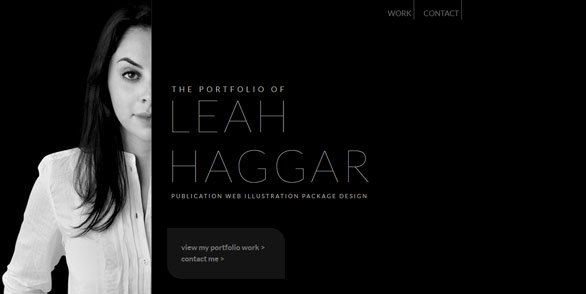 WORK CONTACT
THE PORTFOLIO OF
LEAH
HAGGAR
PUBLICATION WEB ILLUSTRATION PACKAGE DESIGN
view my portfolio work >
contact me >